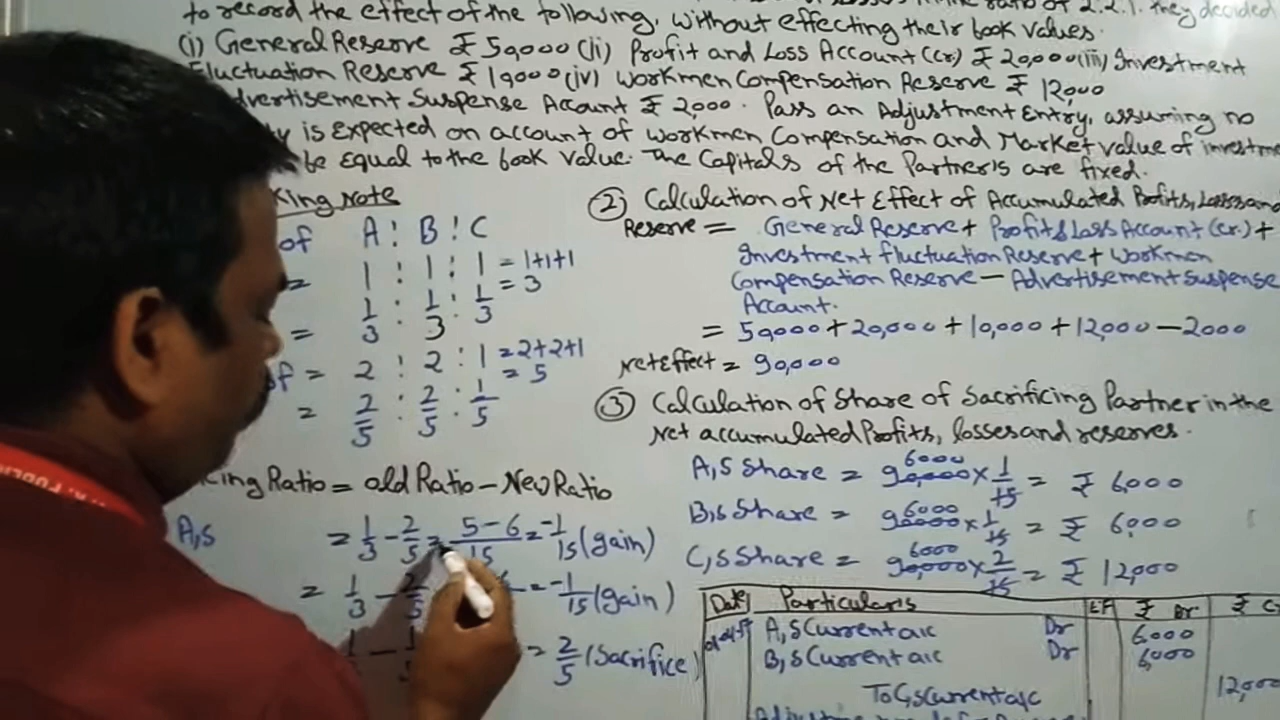 to record the effect of the following, without effecting their book values.
(i) General Reserve ₹ 50,000 (ii) Profit and Loss Account (cr) ₹ 20,000 (iii) Investment
Fluctuation Reserve ₹ 10,000 (iv) Workmen Compensation Reserve ₹ 12,000
dvertisement Suspense Account ₹ 2,000. Pass an Adjustment Entry, assuming no
is expected on account of workmen Compensation and Market value of investme
be equal to the book value. The Capitals of the Partners are fixed.
king note
of A : B : C
= 1 : 1 : 1 = 1+1+1
= 3
= 1/3 : 1/3 : 1/3
of = 2 : 2 : 1 = 2+2+1
= 5
= 2/5 : 2/5 : 1/5
cing Ratio = old Ratio - New Ratio
A,s = 1/3 - 2/5 = 5-6/15 = -1/15 (gain)
= 1/3 - 2/5 = -1/15 (gain)
= 2/5 (Sacrifice)
② Calculation of Net Effect of Accumulated Profits, Losses and
Reserve = General Reserve + Profit & Loss Account (Cr.) +
Investment fluctuation Reserve + Workmen
Compensation Reserve - Advertisement Suspense
Account.
= 50,000 + 20,000 + 10,000 + 12,000 - 2000
Net Effect = 90,000
③ Calculation of Share of Sacrificing Partner in the
Net accumulated Profits, losses and reserves.
A,s Share = 90,000 6000 × 1/15 = ₹ 6,000
B,s Share = 90,000 6000 × 1/15 = ₹ 6,000
C,s Share = 90,000 6000 × 2/15 = ₹ 12,000
Date Particulars LF ₹ Dr ₹ C
A,s Current a/c Dr 6,000
B,s Current a/c Dr 6,000
To C,s Current a/c 12,000